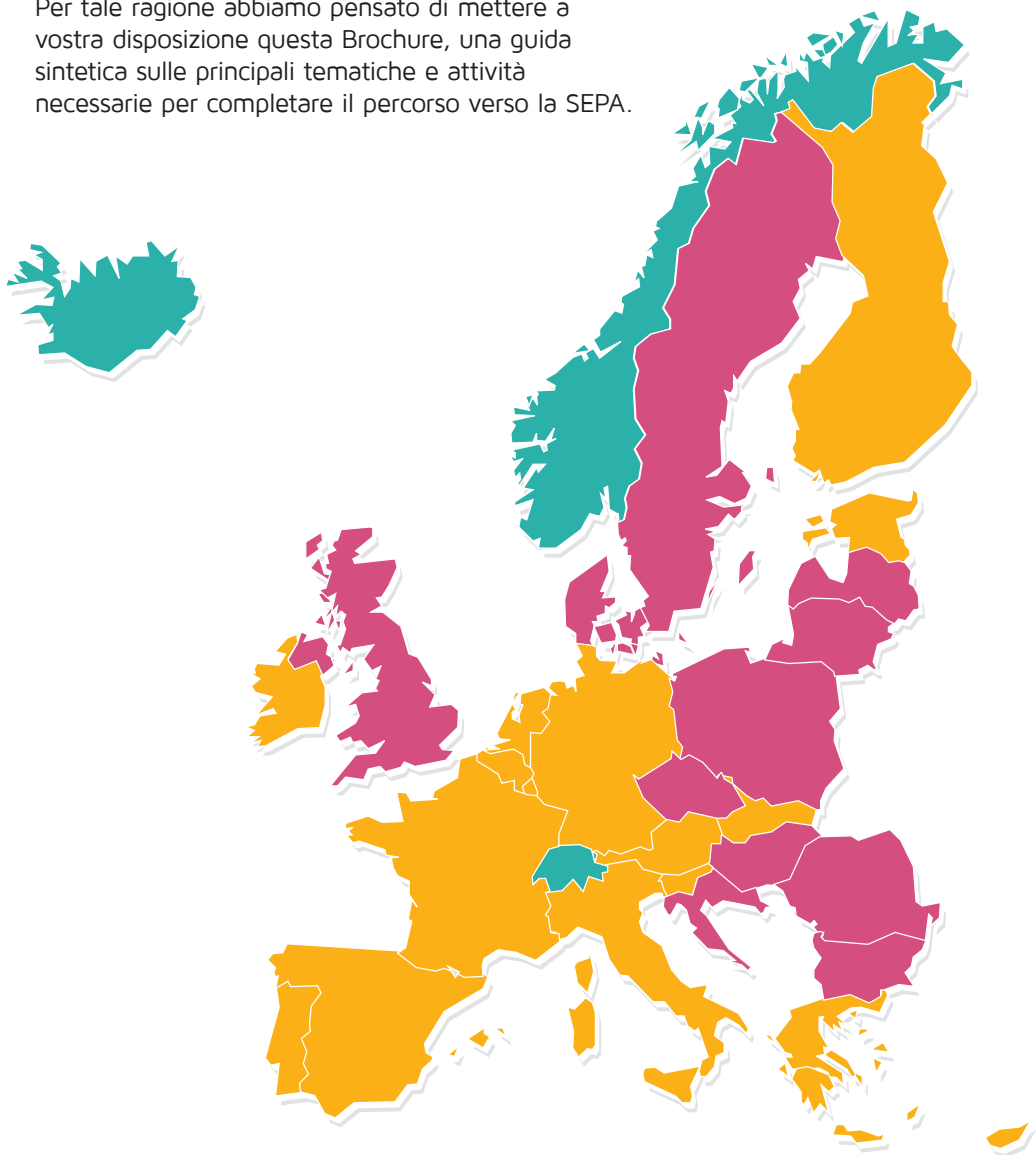 Per tale ragione abbiamo pensato di mettere a
vostra disposizione questa Brochure, una guida
sintetica sulle principali tematiche e attività
necessarie per completare il percorso verso la SEPA.